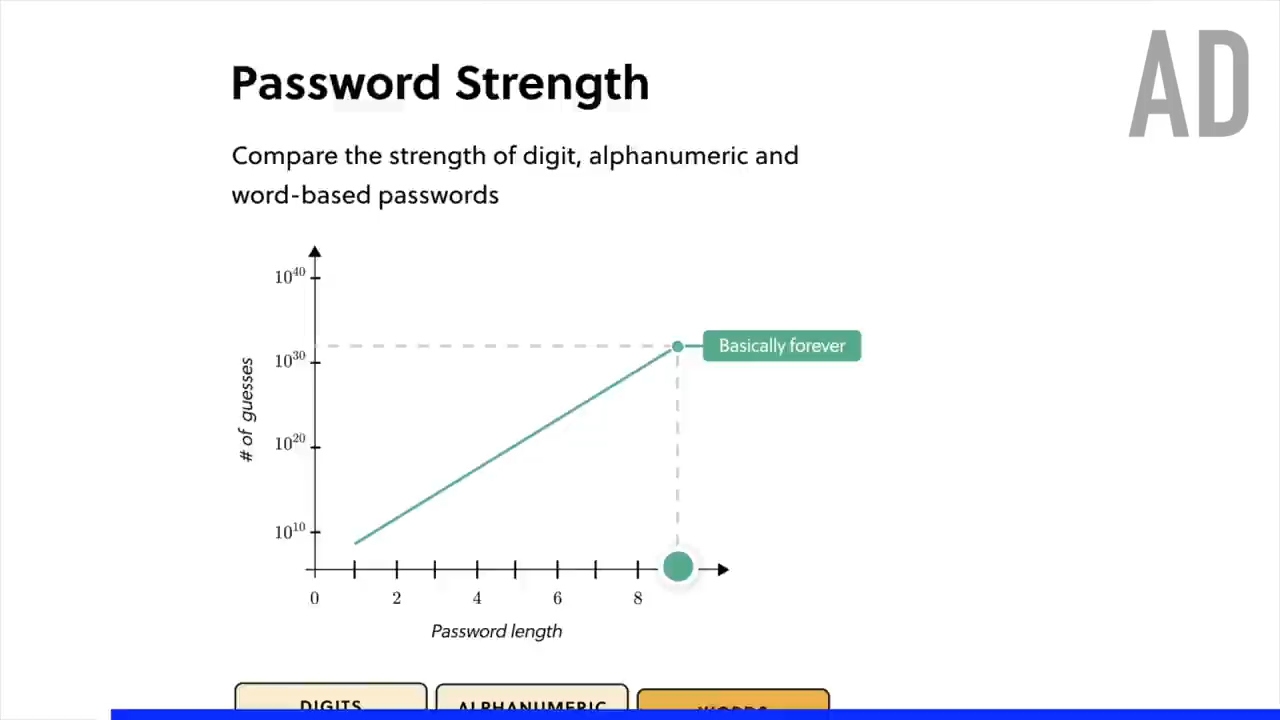 AD
Password Strength
Compare the strength of digit, alphanumeric and
word-based passwords
10^40
10^30
10^20
10^10
# of guesses
Basically forever
0 2 4 6 8
Password length
DIGITS ALPHANUMERIC WORDS